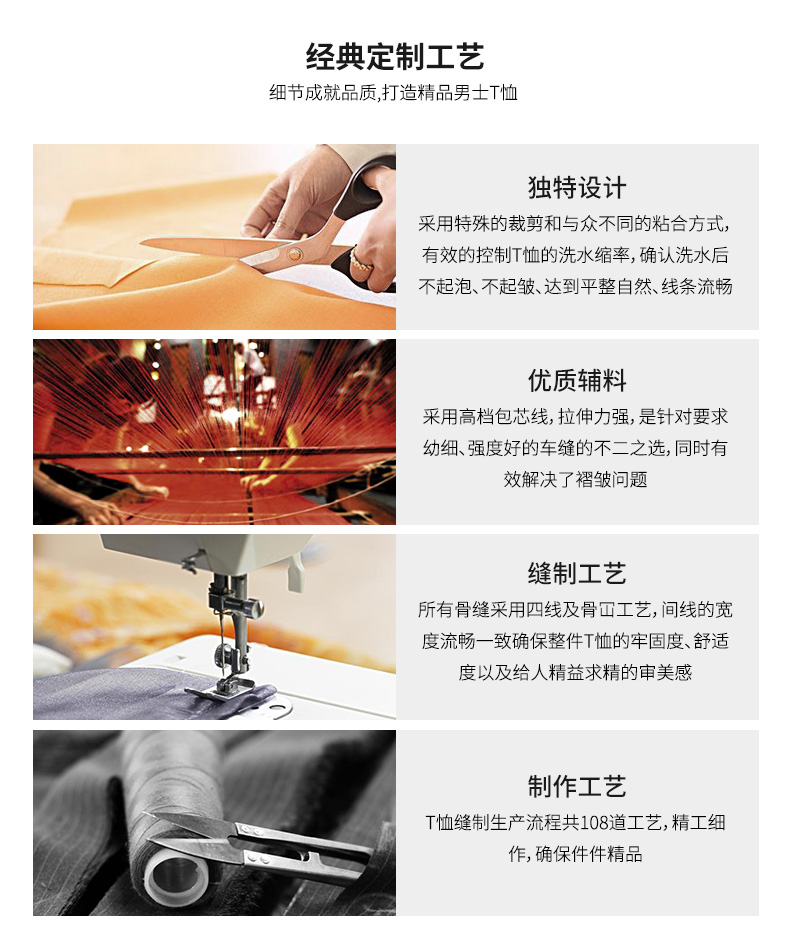 经典定制工艺
细节成就品质,打造精品男士T恤
独特设计
采用特殊的裁剪和与众不同的粘合方式,
有效的控制T恤的洗水缩率,确认洗水后
不起泡、不起皱、达到平整自然、线条流畅
优质辅料
采用高档包芯线,拉伸力强,是针对要求
幼细、强度好的车缝的不二之选,同时有
效解决了褶皱问题
缝制工艺
所有骨缝采用四线及骨冚工艺,间线的宽
度流畅一致确保整件T恤的牢固度、舒适
度以及给人精益求精的审美感
制作工艺
T恤缝制生产流程共108道工艺,精工细
作,确保件件精品